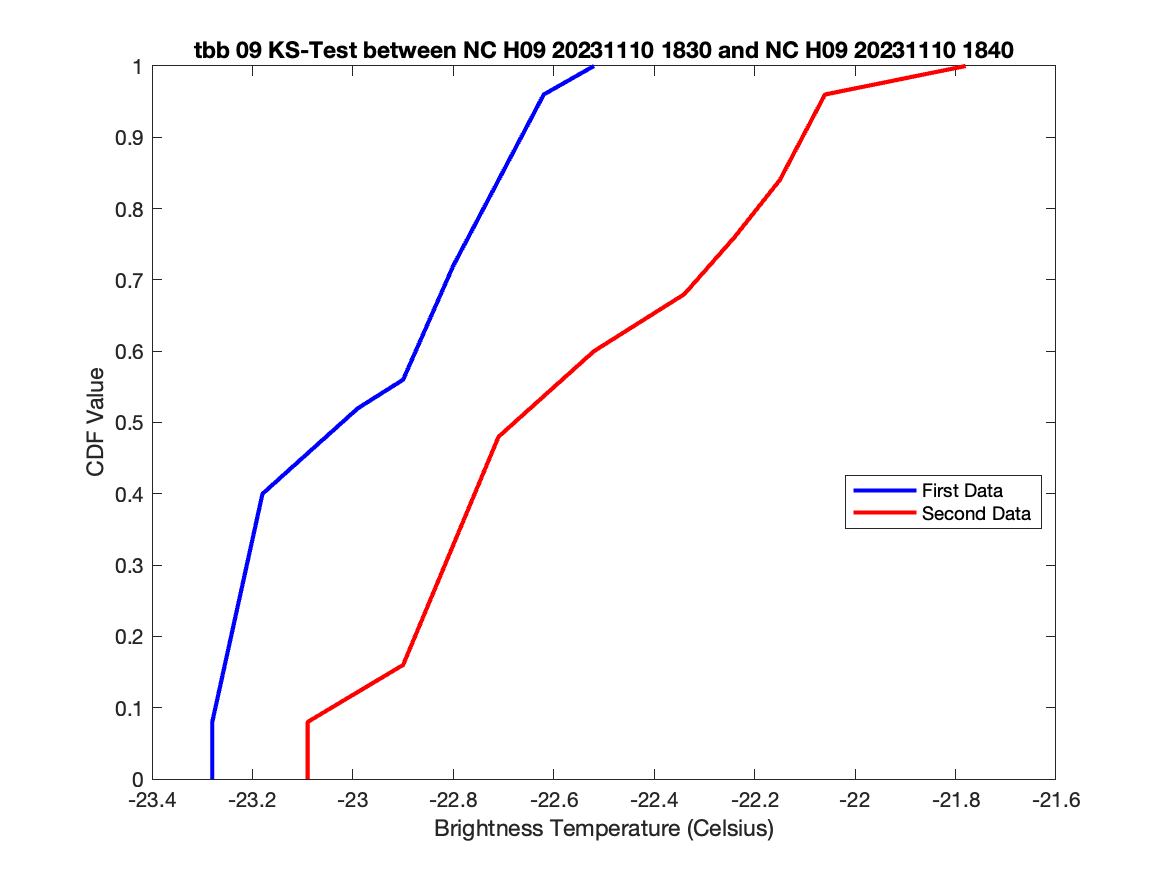 tbb 09 KS-Test between NC H09 20231110 1830 and NC H09 20231110 1840
1
0.9
0.8
0.7
0.6
0.5
0.4
0.3
0.2
0.1
0
CDF Value
First Data
Second Data
-23.4 -23.2 -23 -22.8 -22.6 -22.4 -22.2 -22 -21.8 -21.6
Brightness Temperature (Celsius)